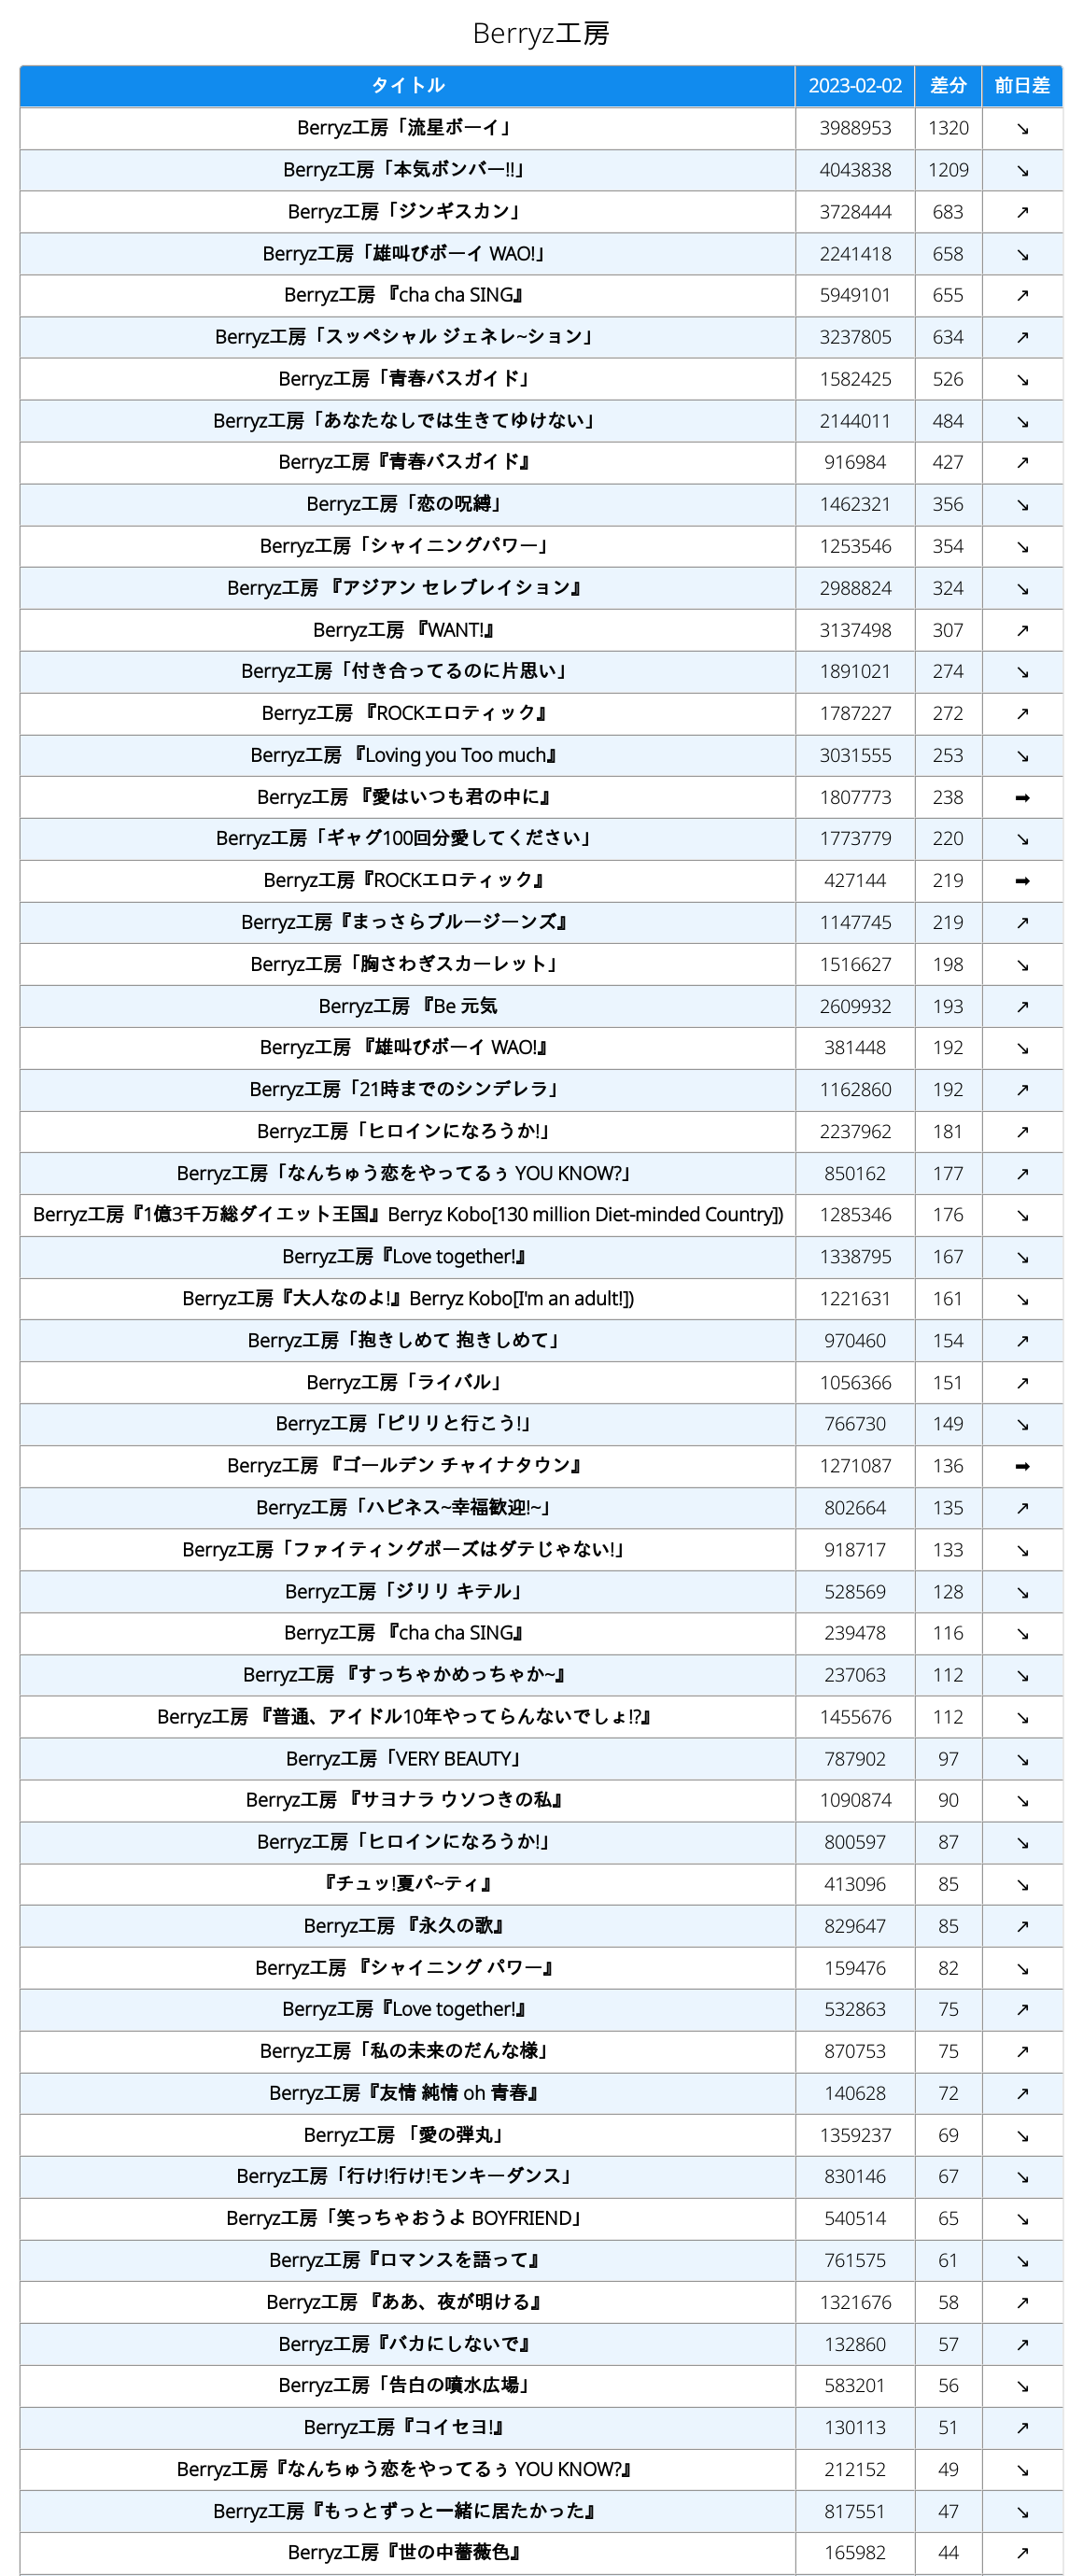 Berryz工房
タイトル 2023-02-02 差分 前日差
Berryz工房「流星ボーイ」 3988953 1320 ↘
Berryz工房「本気ボンバー!!」 4043838 1209 ↘
Berryz工房「ジンギスカン」 3728444 683 ↗
Berryz工房「雄叫びボーイ WAO!」 2241418 658 ↘
Berryz工房 『cha cha SING』 5949101 655 ↗
Berryz工房「スッペシャル ジェネレ~ション」 3237805 634 ↗
Berryz工房「青春バスガイド」 1582425 526 ↘
Berryz工房「あなたなしでは生きてゆけない」 2144011 484 ↘
Berryz工房『青春バスガイド』 916984 427 ↗
Berryz工房「恋の呪縛」 1462321 356 ↘
Berryz工房「シャイニングパワー」 1253546 354 ↘
Berryz工房 『アジアン セレブレイション』 2988824 324 ↘
Berryz工房 『WANT!』 3137498 307 ↗
Berryz工房「付き合ってるのに片思い」 1891021 274 ↘
Berryz工房 『ROCKエロティック』 1787227 272 ↗
Berryz工房 『Loving you Too much』 3031555 253 ↘
Berryz工房 『愛はいつも君の中に』 1807773 238 ➡
Berryz工房「ギャグ100回分愛してください」 1773779 220 ↘
Berryz工房『ROCKエロティック』 427144 219 ➡
Berryz工房『まっさらブルージーンズ』 1147745 219 ↗
Berryz工房「胸さわぎスカーレット」 1516627 198 ↘
Berryz工房 『Be 元気 2609932 193 ↗
Berryz工房 『雄叫びボーイ WAO!』 381448 192 ↘
Berryz工房「21時までのシンデレラ」 1162860 192 ↗
Berryz工房「ヒロインになろうか!」 2237962 181 ↗
Berryz工房「なんちゅう恋をやってるぅ YOU KNOW?」 850162 177 ↗
Berryz工房『1億3千万総ダイエット王国』Berryz Kobo[130 million Diet-minded Country]) 1285346 176 ↘
Berryz工房『Love together!』 1338795 167 ↘
Berryz工房『大人なのよ!』Berryz Kobo[I'm an adult!]) 1221631 161 ↘
Berryz工房「抱きしめて 抱きしめて」 970460 154 ↗
Berryz工房「ライバル」 1056366 151 ↗
Berryz工房「ピリリと行こう!」 766730 149 ↘
Berryz工房 『ゴールデン チャイナタウン』 1271087 136 ➡
Berryz工房「ハピネス~幸福歓迎!~」 802664 135 ↗
Berryz工房「ファイティングポーズはダテじゃない!」 918717 133 ↘
Berryz工房「ジリリ キテル」 528569 128 ↘
Berryz工房 『cha cha SING』 239478 116 ↘
Berryz工房 『すっちゃかめっちゃか~』 237063 112 ↘
Berryz工房 『普通、アイドル10年やってらんないでしょ!?』 1455676 112 ↘
Berryz工房「VERY BEAUTY」 787902 97 ↘
Berryz工房 『サヨナラ ウソつきの私』 1090874 90 ↘
Berryz工房「ヒロインになろうか!」 800597 87 ↘
『チュッ!夏パ~ティ』 413096 85 ↘
Berryz工房 『永久の歌』 829647 85 ↗
Berryz工房 『シャイニング パワー』 159476 82 ↘
Berryz工房『Love together!』 532863 75 ↗
Berryz工房「私の未来のだんな様」 870753 75 ↗
Berryz工房『友情 純情 oh 青春』 140628 72 ↗
Berryz工房 「愛の弾丸」 1359237 69 ↘
Berryz工房「行け!行け!モンキーダンス」 830146 67 ↘
Berryz工房「笑っちゃおうよ BOYFRIEND」 540514 65 ↘
Berryz工房『ロマンスを語って』 761575 61 ↘
Berryz工房 『ああ、夜が明ける』 1321676 58 ↗
Berryz工房『バカにしないで』 132860 57 ↗
Berryz工房「告白の噴水広場」 583201 56 ↘
Berryz工房『コイセヨ!』 130113 51 ↗
Berryz工房『なんちゅう恋をやってるぅ YOU KNOW?』 212152 49 ↘
Berryz工房『もっとずっと一緒に居たかった』 817551 47 ↘
Berryz工房『世の中薔薇色』 165982 44 ↗